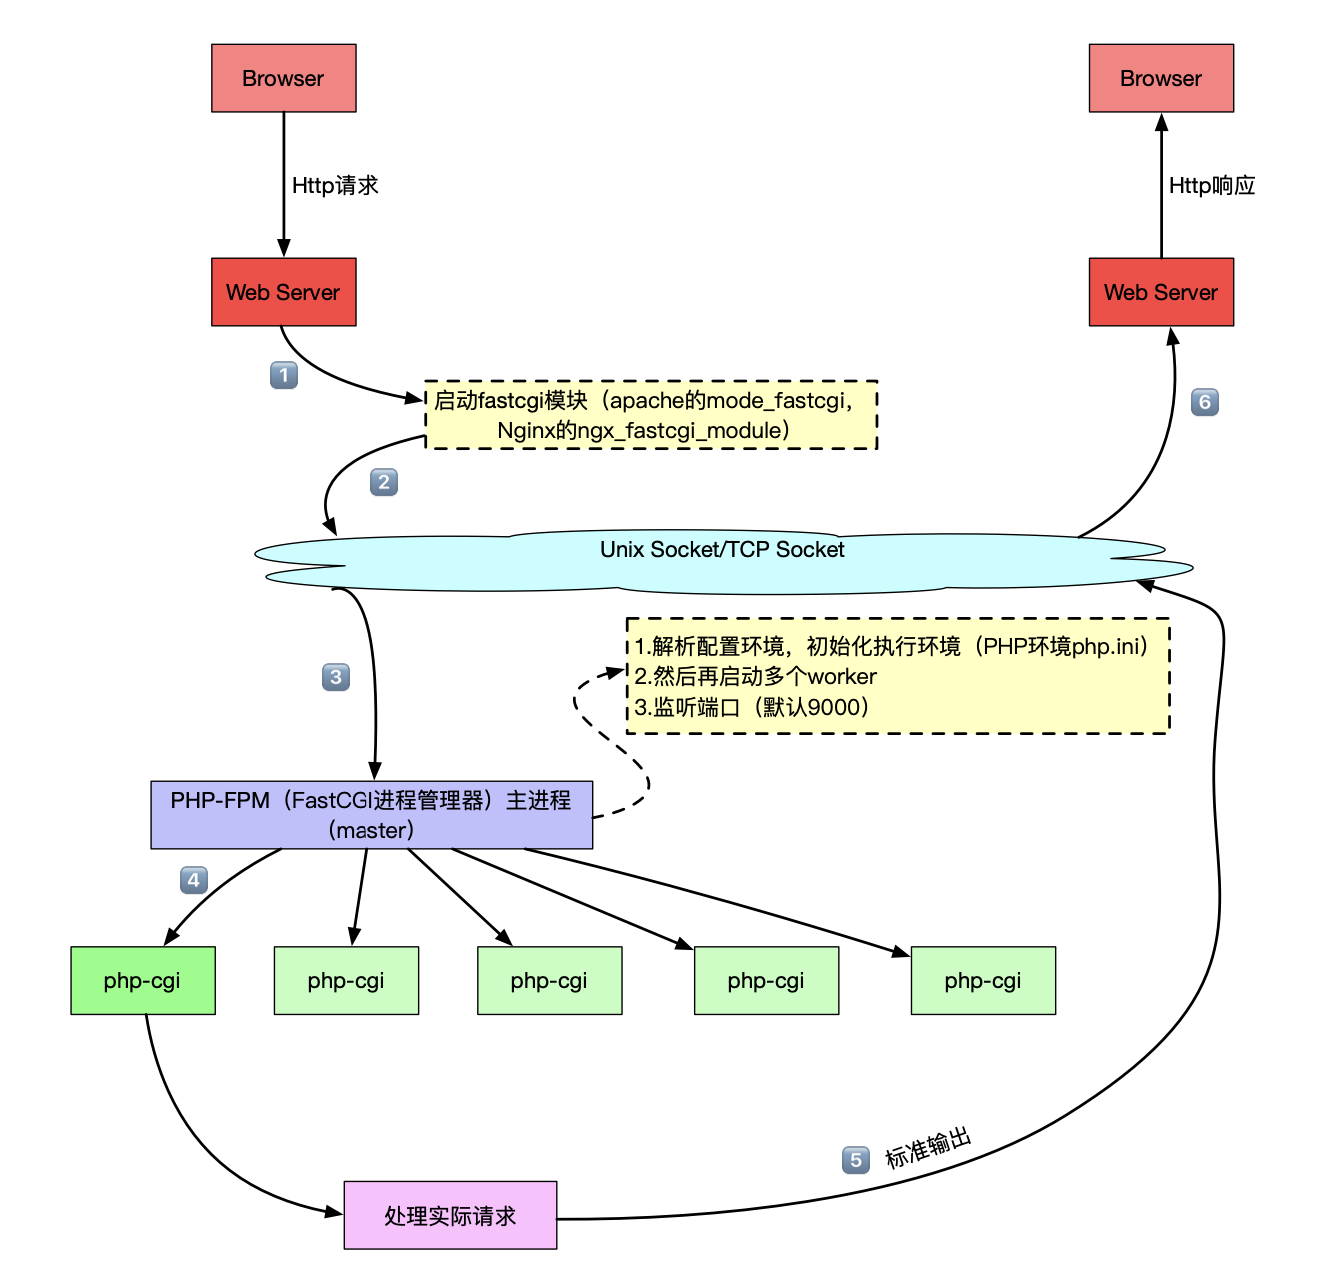 Browser
Browser
Http请求
Http响应
Web Server
Web Server
1
启动fastcgi模块（apache的mode_fastcgi，
Nginx的ngx_fastcgi_module）
6
2
Unix Socket/TCP Socket
3
1.解析配置环境，初始化执行环境（PHP环境php.ini）
2.然后再启动多个worker
3.监听端口（默认9000）
PHP-FPM（FastCGI进程管理器）主进程
（master）
4
php-cgi
php-cgi
php-cgi
php-cgi
php-cgi
5 标准输出
处理实际请求